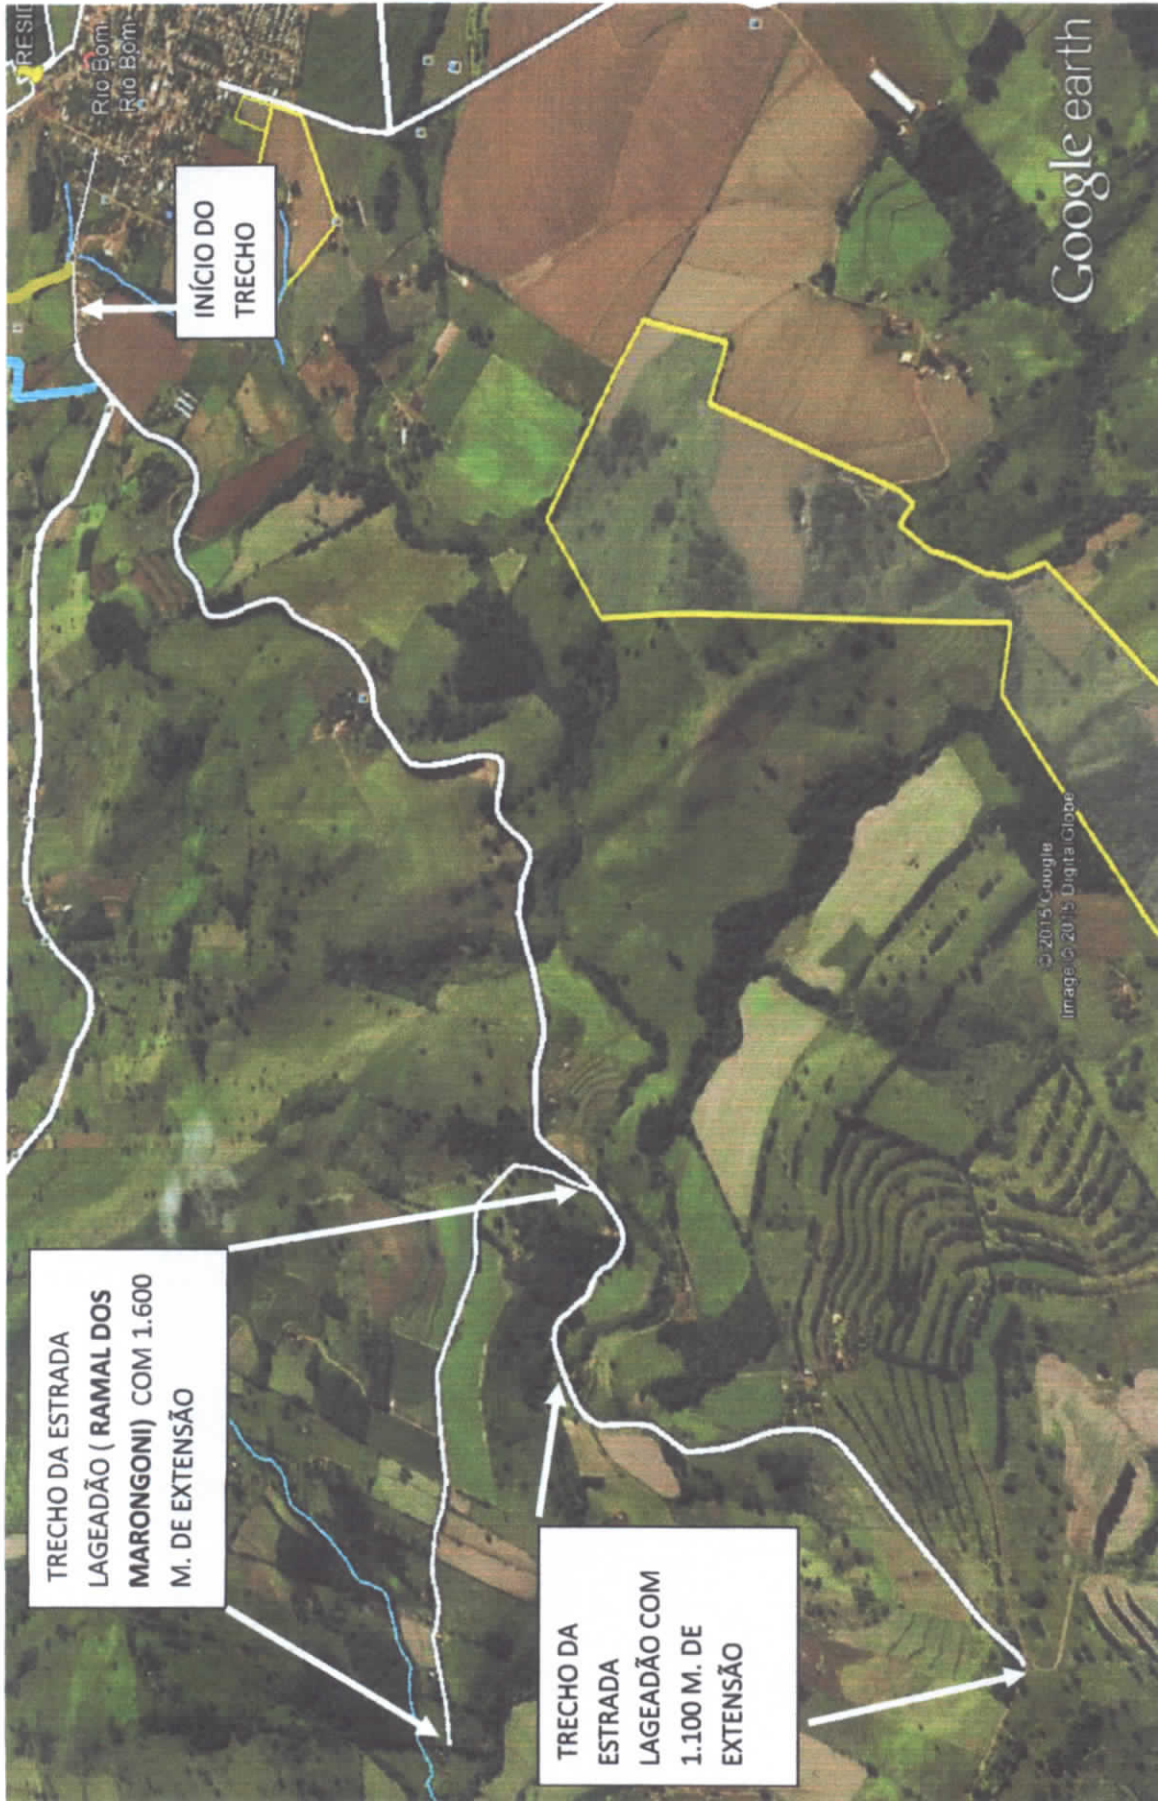 TRECHO DA ESTRADA
LAGEADÃO ( RAMAL DOS
MARONGONI) COM 1.600
M. DE EXTENSÃO
TRECHO DA
ESTRADA
LAGEADÃO COM
1.100 M. DE
EXTENSÃO
INÍCIO DO
TRECHO
RESID
Rio Bom
Rio Bom
© 2015 Google
Image © 2015 DigitalGlobe
Google earth